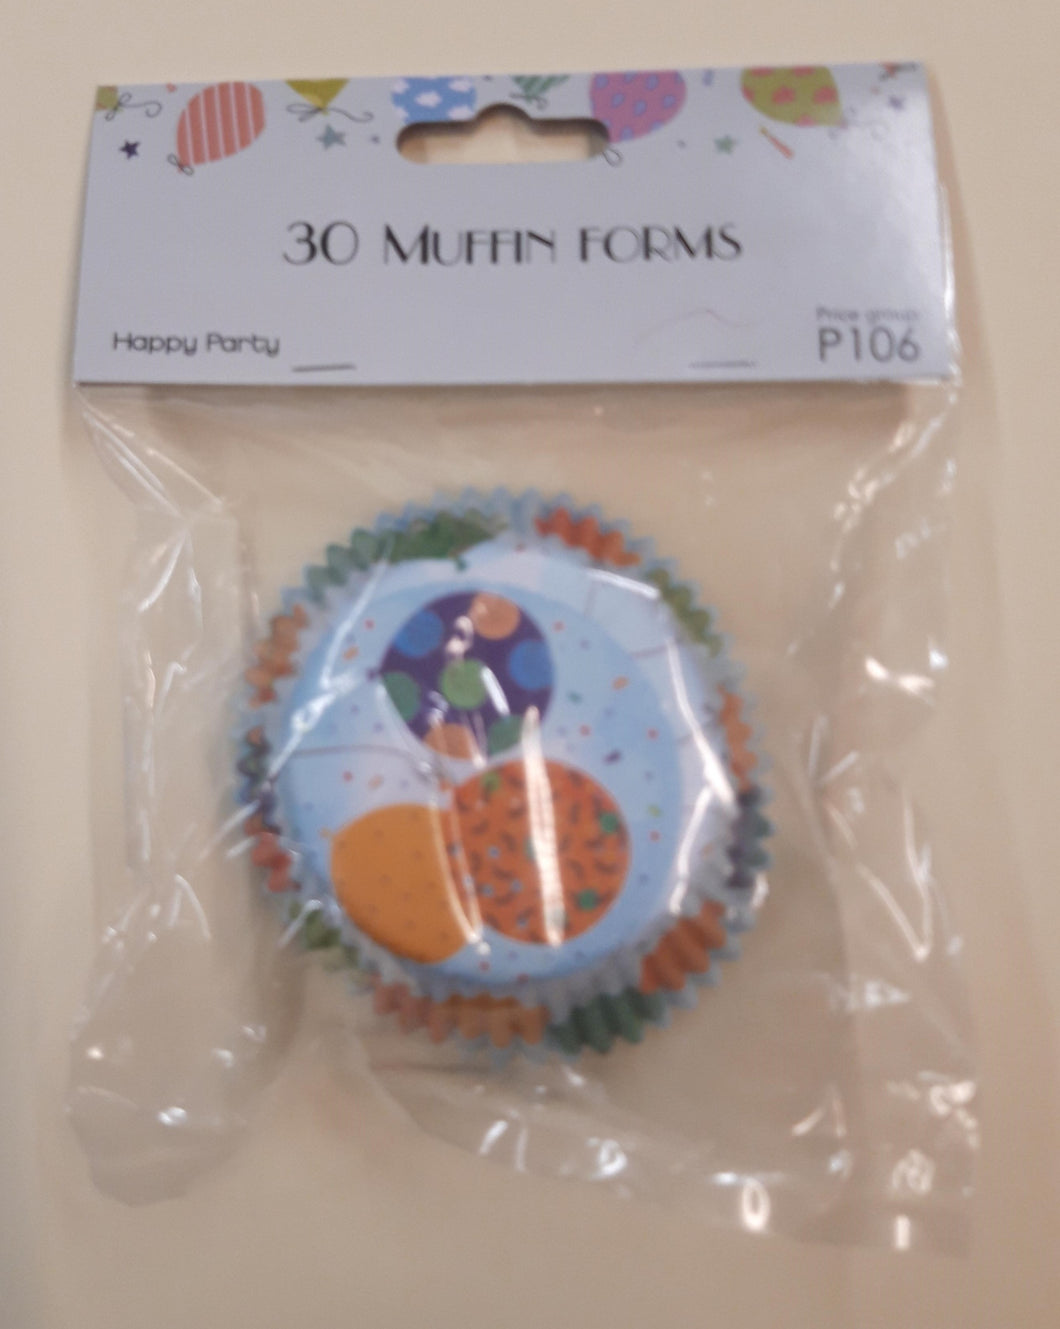 30 MUFFIN FORMS
Happy Party
Price group:
P106